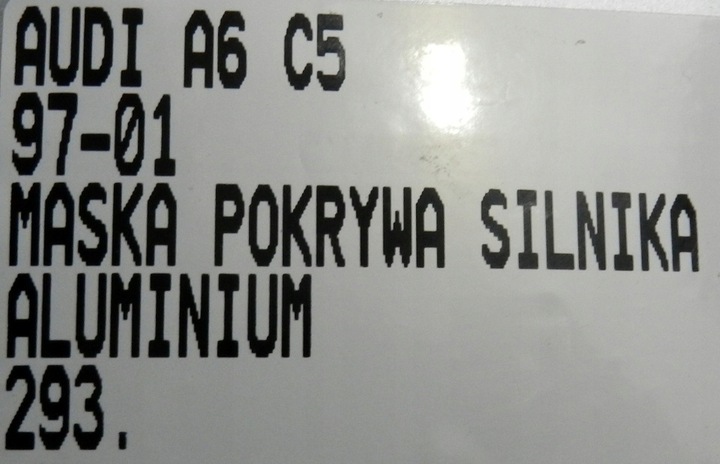 AUDI A6 C5
97-01
MASKA POKRYWA SILNIKA
ALUMINIUM
293.